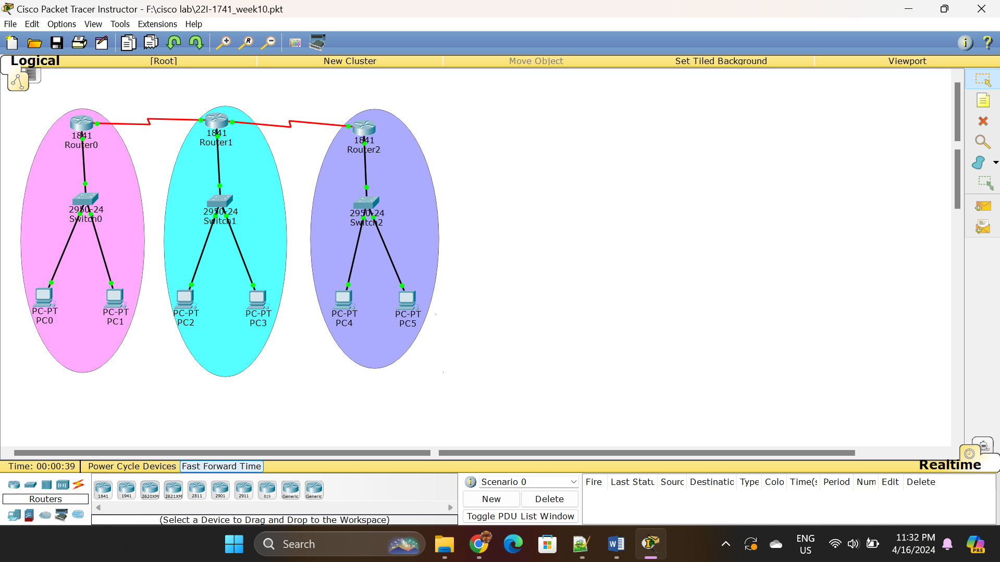 Cisco Packet Tracer Instructor - F:\cisco lab\22I-1741_week10.pkt
File Edit Options View Tools Extensions Help
Logical [Root] New Cluster Move Object Set Tiled Background Viewport
1841
Router0
1841
Router1
1841
Router2
2950-24
Switch0
2950-24
Switch1
2950-24
Switch2
PC-PT
PC0
PC-PT
PC1
PC-PT
PC2
PC-PT
PC3
PC-PT
PC4
PC-PT
PC5
Time: 00:00:39 Power Cycle Devices Fast Forward Time Realtime
Routers
1841 1941 2620XM 2621XM 2811 2901 2911 819 Generic Generic
(Select a Device to Drag and Drop to the Workspace)
Scenario 0
New Delete
Toggle PDU List Window
Fire Last Statu Sourc Destinatic Type Colo Time(s Period Num Edit Delete
Search
ENG
US
11:32 PM
4/16/2024
PRE